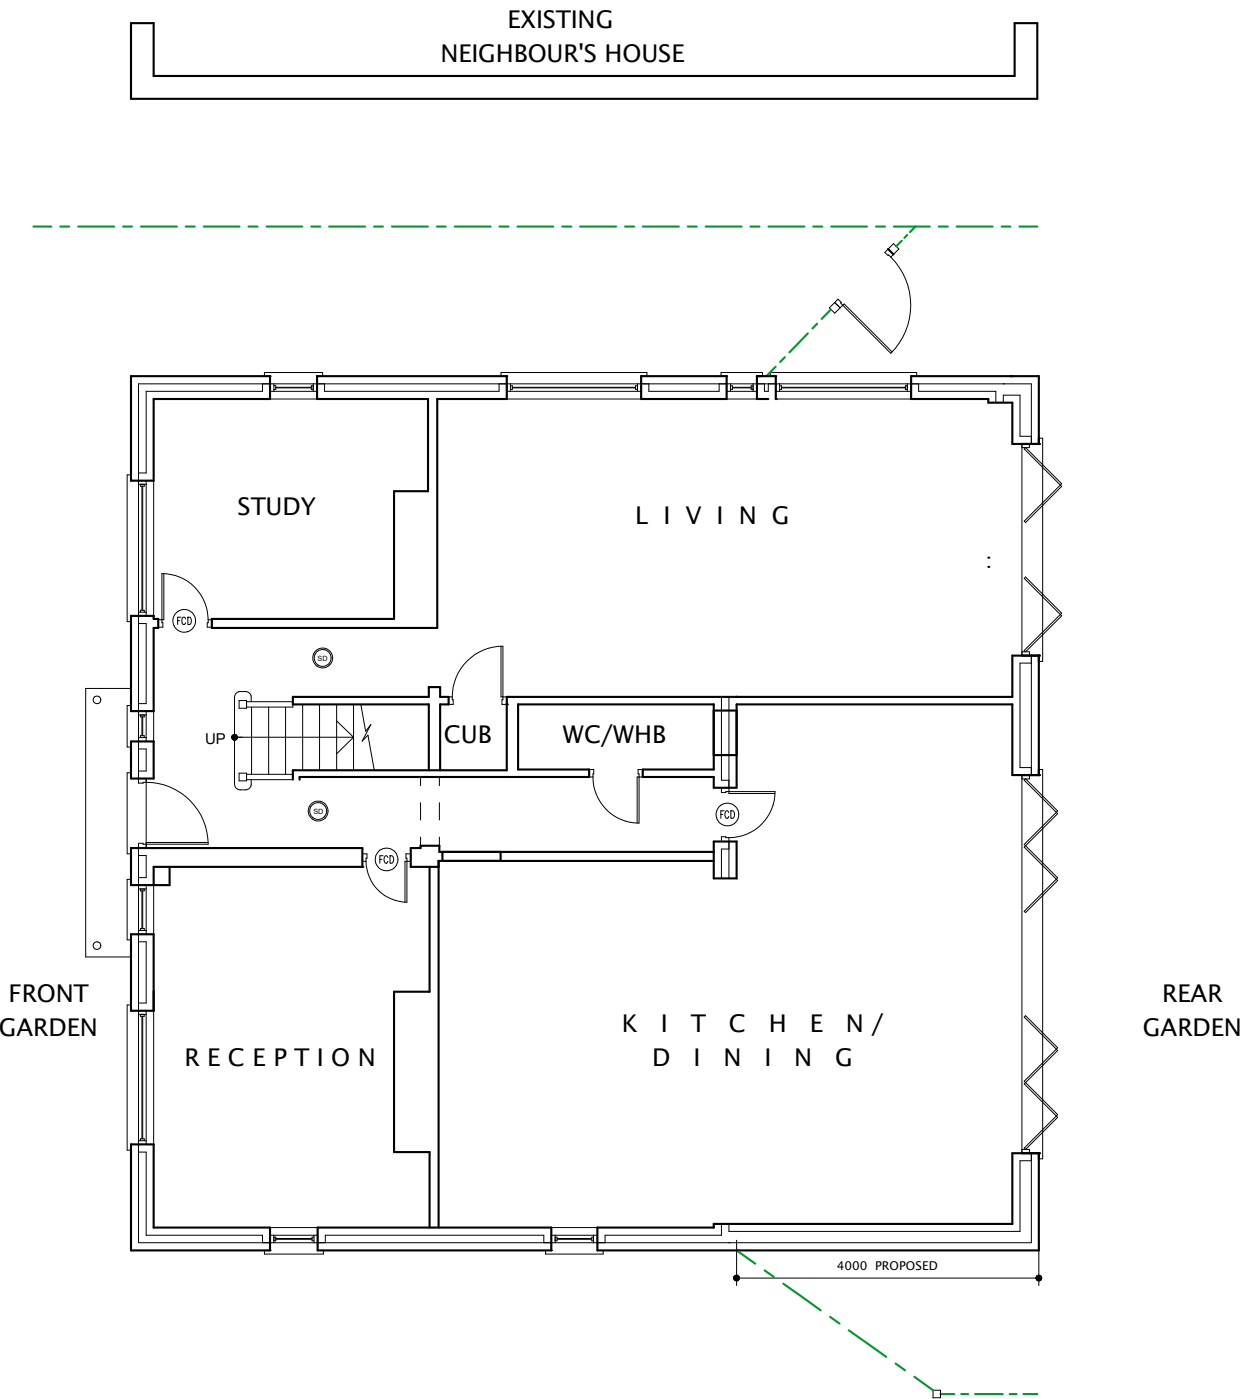 EXISTING
NEIGHBOUR'S HOUSE
STUDY
L I V I N G
FCD
SD
UP
CUB
WC/WHB
SD
FCD
FCD
FRONT
GARDEN
RECEPTION
K I T C H E N /
D I N I N G
REAR
GARDEN
4000 PROPOSED